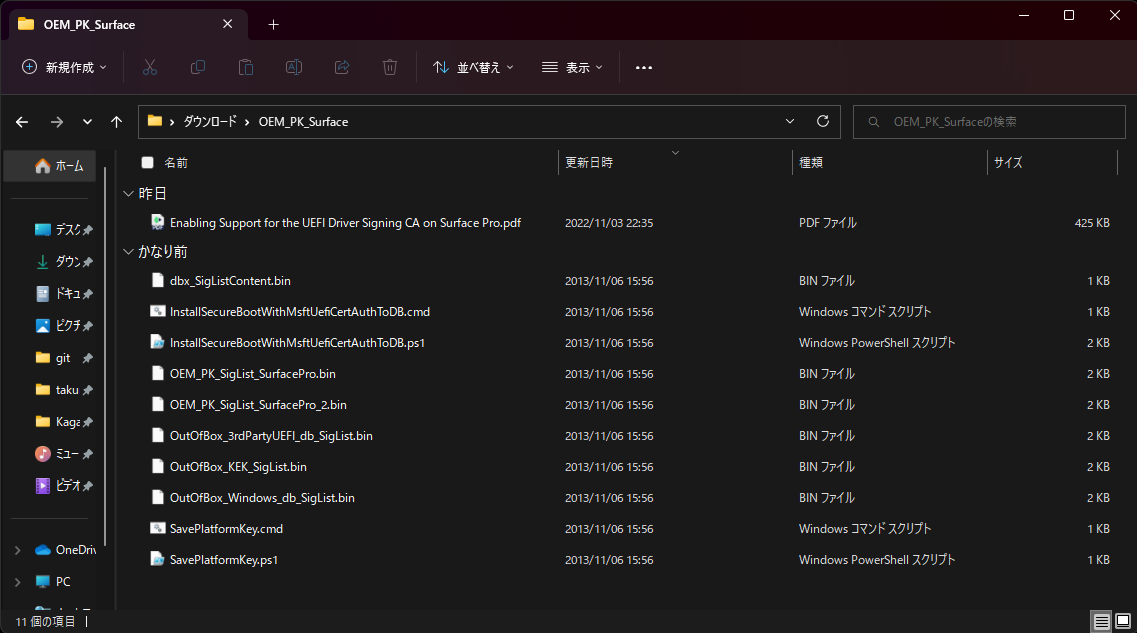 OEM_PK_Surface
新規作成
並べ替え
表示
ダウンロード › OEM_PK_Surface
OEM_PK_Surfaceの検索
ホーム
デスク
ダウン
ドキュ
ピクチ
git
taku
Kaga
ミュー
ビデオ
OneDriv
PC
名前 更新日時 種類 サイズ
昨日
Enabling Support for the UEFI Driver Signing CA on Surface Pro.pdf 2022/11/03 22:35 PDF ファイル 425 KB
かなり前
dbx_SigListContent.bin 2013/11/06 15:56 BIN ファイル 1 KB
InstallSecureBootWithMsftUefiCertAuthToDB.cmd 2013/11/06 15:56 Windows コマンド スクリプト 1 KB
InstallSecureBootWithMsftUefiCertAuthToDB.ps1 2013/11/06 15:56 Windows PowerShell スクリプト 2 KB
OEM_PK_SigList_SurfacePro.bin 2013/11/06 15:56 BIN ファイル 2 KB
OEM_PK_SigList_SurfacePro_2.bin 2013/11/06 15:56 BIN ファイル 2 KB
OutOfBox_3rdPartyUEFI_db_SigList.bin 2013/11/06 15:56 BIN ファイル 2 KB
OutOfBox_KEK_SigList.bin 2013/11/06 15:56 BIN ファイル 2 KB
OutOfBox_Windows_db_SigList.bin 2013/11/06 15:56 BIN ファイル 2 KB
SavePlatformKey.cmd 2013/11/06 15:56 Windows コマンド スクリプト 1 KB
SavePlatformKey.ps1 2013/11/06 15:56 Windows PowerShell スクリプト 1 KB
11 個の項目